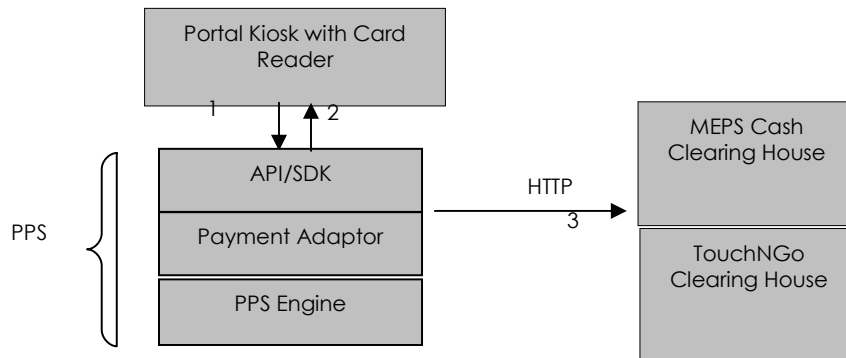 Portal Kiosk with Card
Reader
1
2
API/SDK
Payment Adaptor
PPS Engine
PPS
HTTP
3
MEPS Cash
Clearing House
TouchNGo
Clearing House